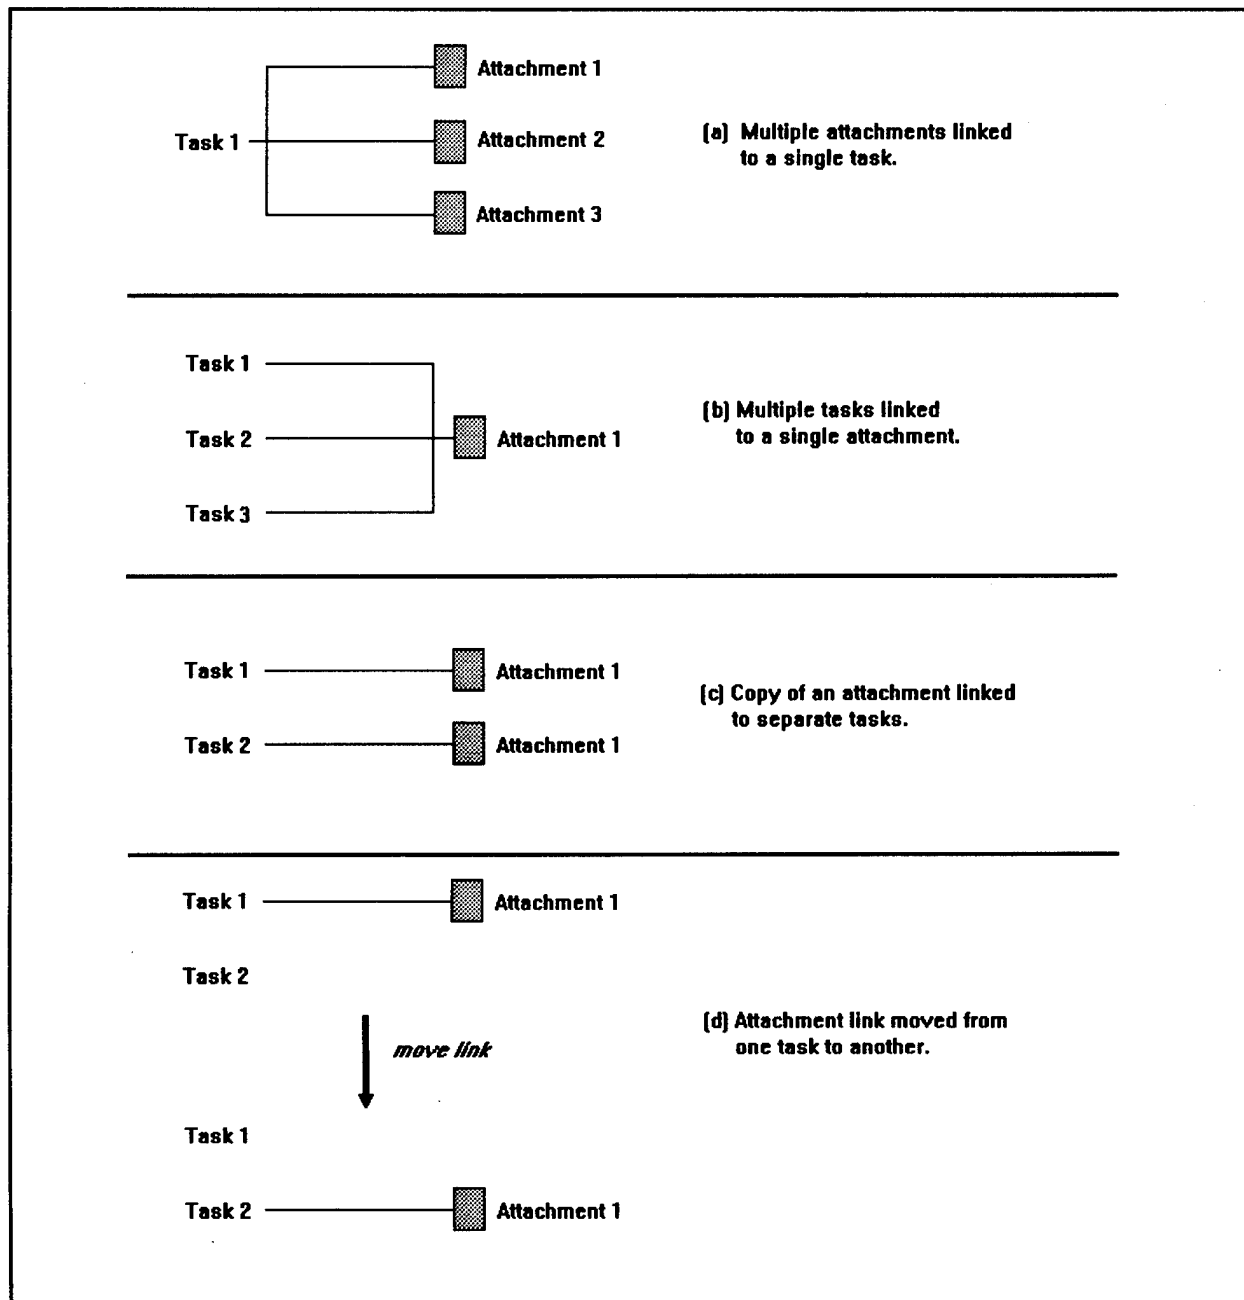 Attachment 1
Task 1
Attachment 2
Attachment 3
(a) Multiple attachments linked
to a single task.
Task 1
Task 2
Attachment 1
Task 3
(b) Multiple tasks linked
to a single attachment.
Task 1
Attachment 1
Task 2
Attachment 1
(c) Copy of an attachment linked
to separate tasks.
Task 1
Attachment 1
Task 2
move link
Task 1
Task 2
Attachment 1
(d) Attachment link moved from
one task to another.